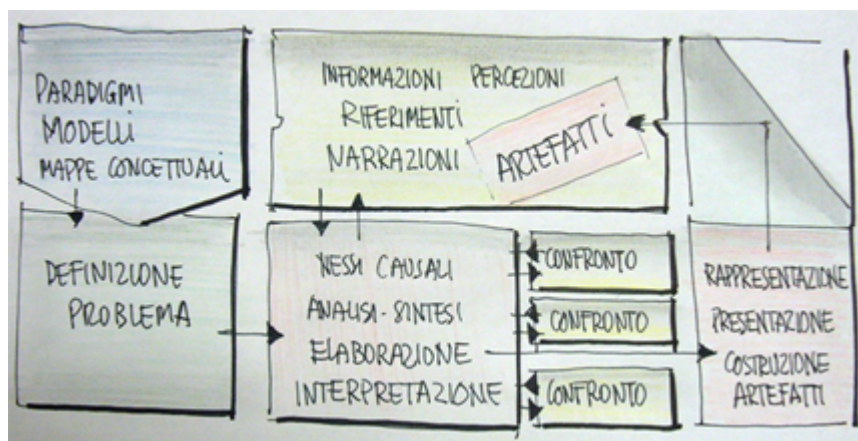 PARADIGMI
MODELLI
MAPPE CONCETTUALI
INFORMAZIONI PERCEZIONI
RIFERIMENTI
NARRAZIONI
ARTEFATTI
DEFINIZIONE
PROBLEMA
NESSI CAUSALI
ANALISI-SINTESI
ELABORAZIONE
INTERPRETAZIONE
CONFRONTO
CONFRONTO
CONFRONTO
RAPPRESENTAZIONE
PRESENTAZIONE
COSTRUZIONE
ARTEFATTI